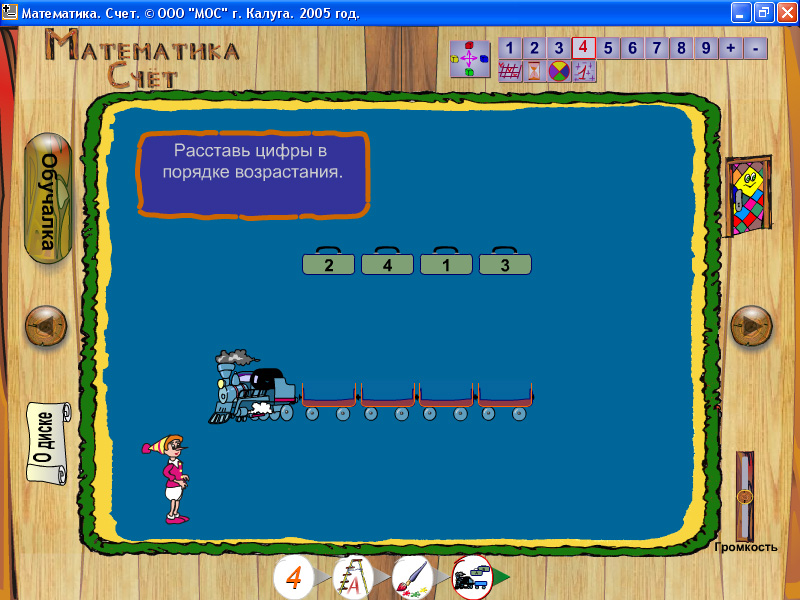 Математика. Счет. © ООО "МОС" г. Калуга. 2005 год.
Математика
Счет
1 2 3 4 5 6 7 8 9 + -
Обучалка
Расставь цифры в
порядке возрастания.
2 4 1 3
О диске
Громкость
4
А